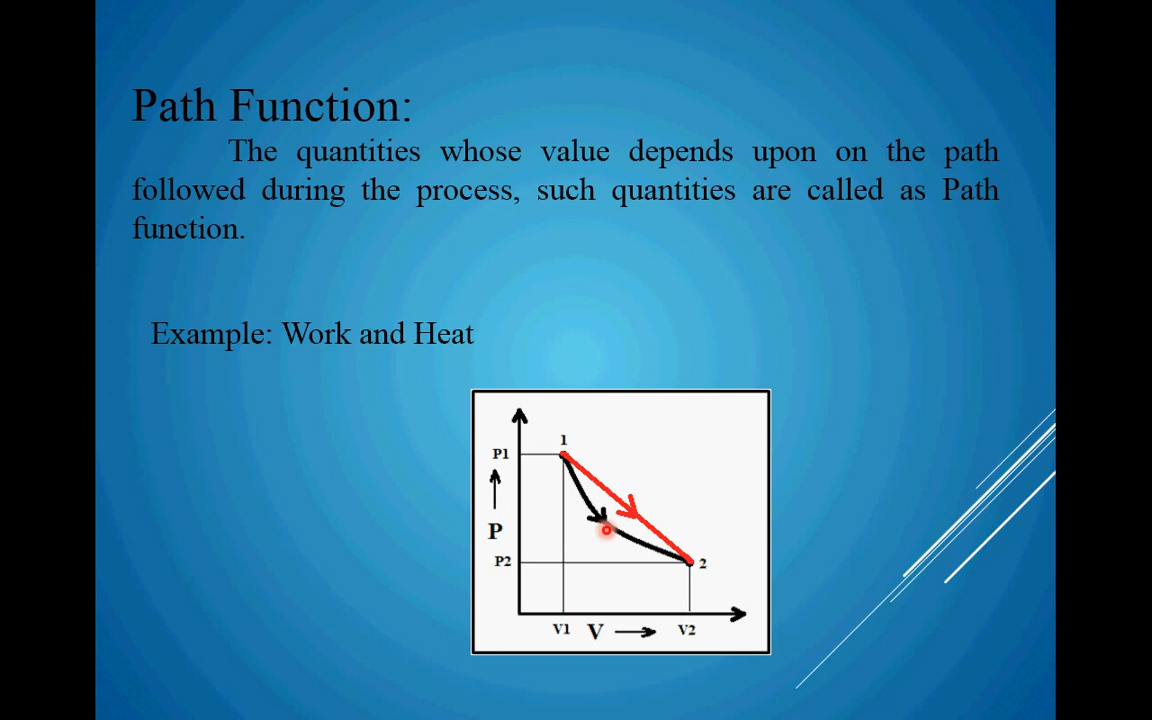 Path Function:
The quantities whose value depends upon on the path
followed during the process, such quantities are called as Path
function.
Example: Work and Heat
1
P1
P
P2
2
V1 V V2